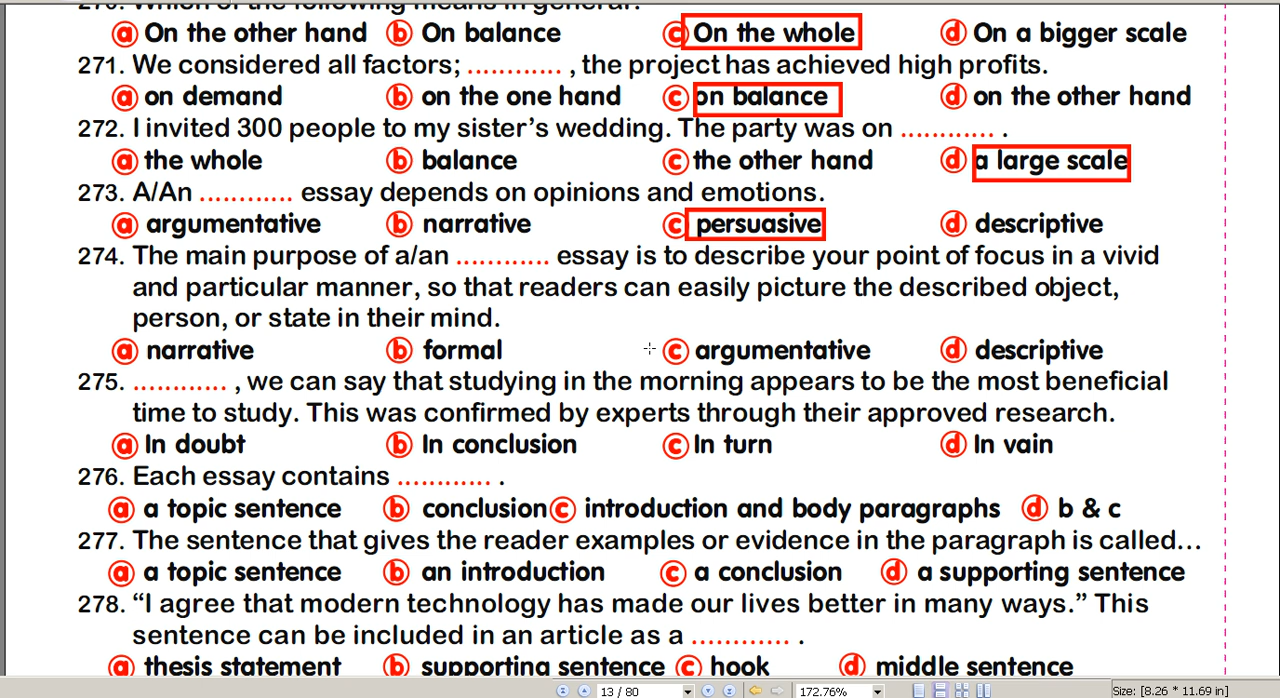 270. Which of the following means in general?
ⓐ On the other hand ⓑ On balance ⓒ On the whole ⓓ On a bigger scale
271. We considered all factors; ............ , the project has achieved high profits.
ⓐ on demand ⓑ on the one hand ⓒ on balance ⓓ on the other hand
272. I invited 300 people to my sister’s wedding. The party was on ............ .
ⓐ the whole ⓑ balance ⓒ the other hand ⓓ a large scale
273. A/An ............ essay depends on opinions and emotions.
ⓐ argumentative ⓑ narrative ⓒ persuasive ⓓ descriptive
274. The main purpose of a/an ............ essay is to describe your point of focus in a vivid
and particular manner, so that readers can easily picture the described object,
person, or state in their mind.
ⓐ narrative ⓑ formal ⓒ argumentative ⓓ descriptive
275. ............ , we can say that studying in the morning appears to be the most beneficial
time to study. This was confirmed by experts through their approved research.
ⓐ In doubt ⓑ In conclusion ⓒ In turn ⓓ In vain
276. Each essay contains ............ .
ⓐ a topic sentence ⓑ conclusion ⓒ introduction and body paragraphs ⓓ b & c
277. The sentence that gives the reader examples or evidence in the paragraph is called...
ⓐ a topic sentence ⓑ an introduction ⓒ a conclusion ⓓ a supporting sentence
278. “I agree that modern technology has made our lives better in many ways.” This
sentence can be included in an article as a ............ .
ⓐ thesis statement ⓑ supporting sentence ⓒ hook ⓓ middle sentence
13 / 80 172.76% Size: [8.26 * 11.69 in]